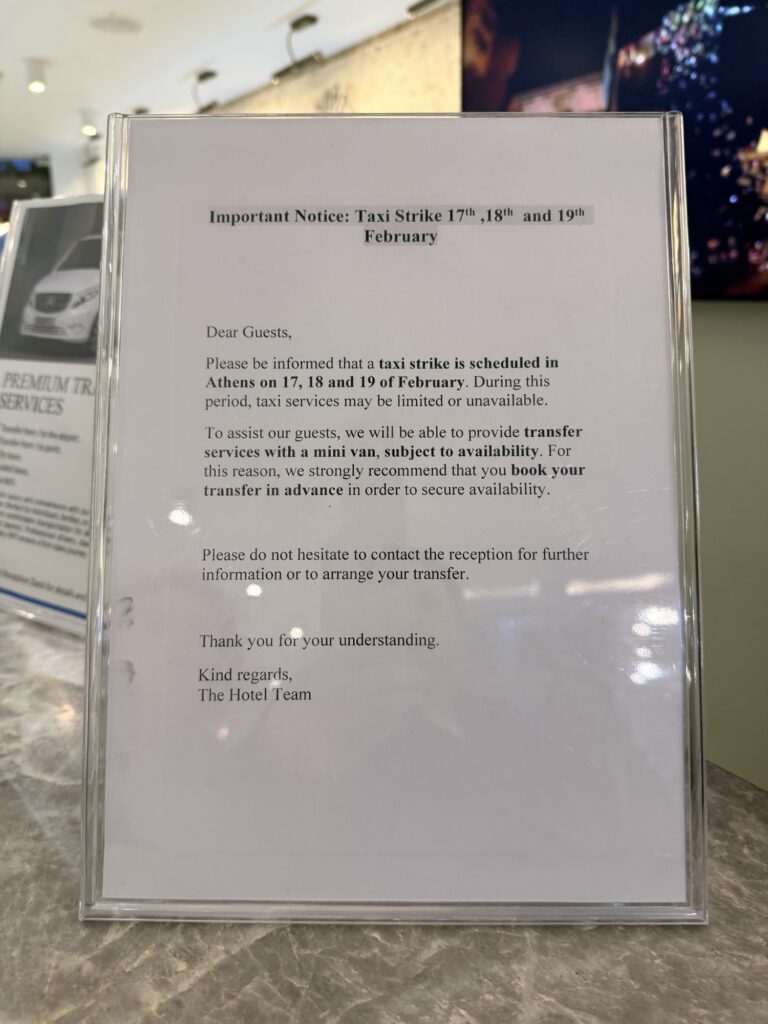 Important Notice: Taxi Strike 17th ,18th and 19th
February
Dear Guests,
Please be informed that a taxi strike is scheduled in
Athens on 17, 18 and 19 of February. During this
period, taxi services may be limited or unavailable.
To assist our guests, we will be able to provide transfer
services with a mini van, subject to availability. For
this reason, we strongly recommend that you book your
transfer in advance in order to secure availability.
Please do not hesitate to contact the reception for further
information or to arrange your transfer.
Thank you for your understanding.
Kind regards,
The Hotel Team
PREMIUM
SERVICES